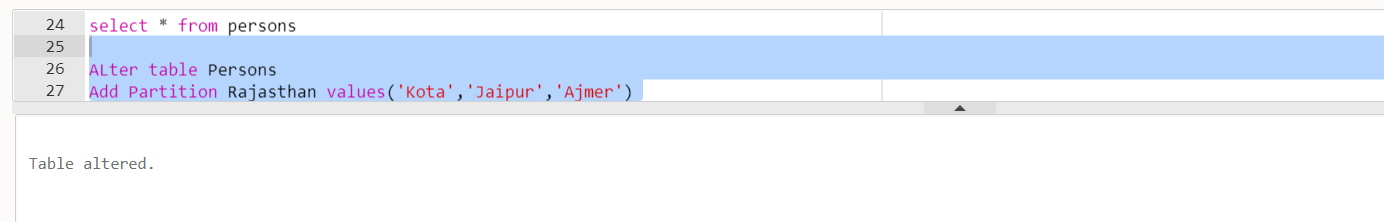 24 select * from persons
25
26 ALter table Persons
27 Add Partition Rajasthan values('Kota','Jaipur','Ajmer')
Table altered.